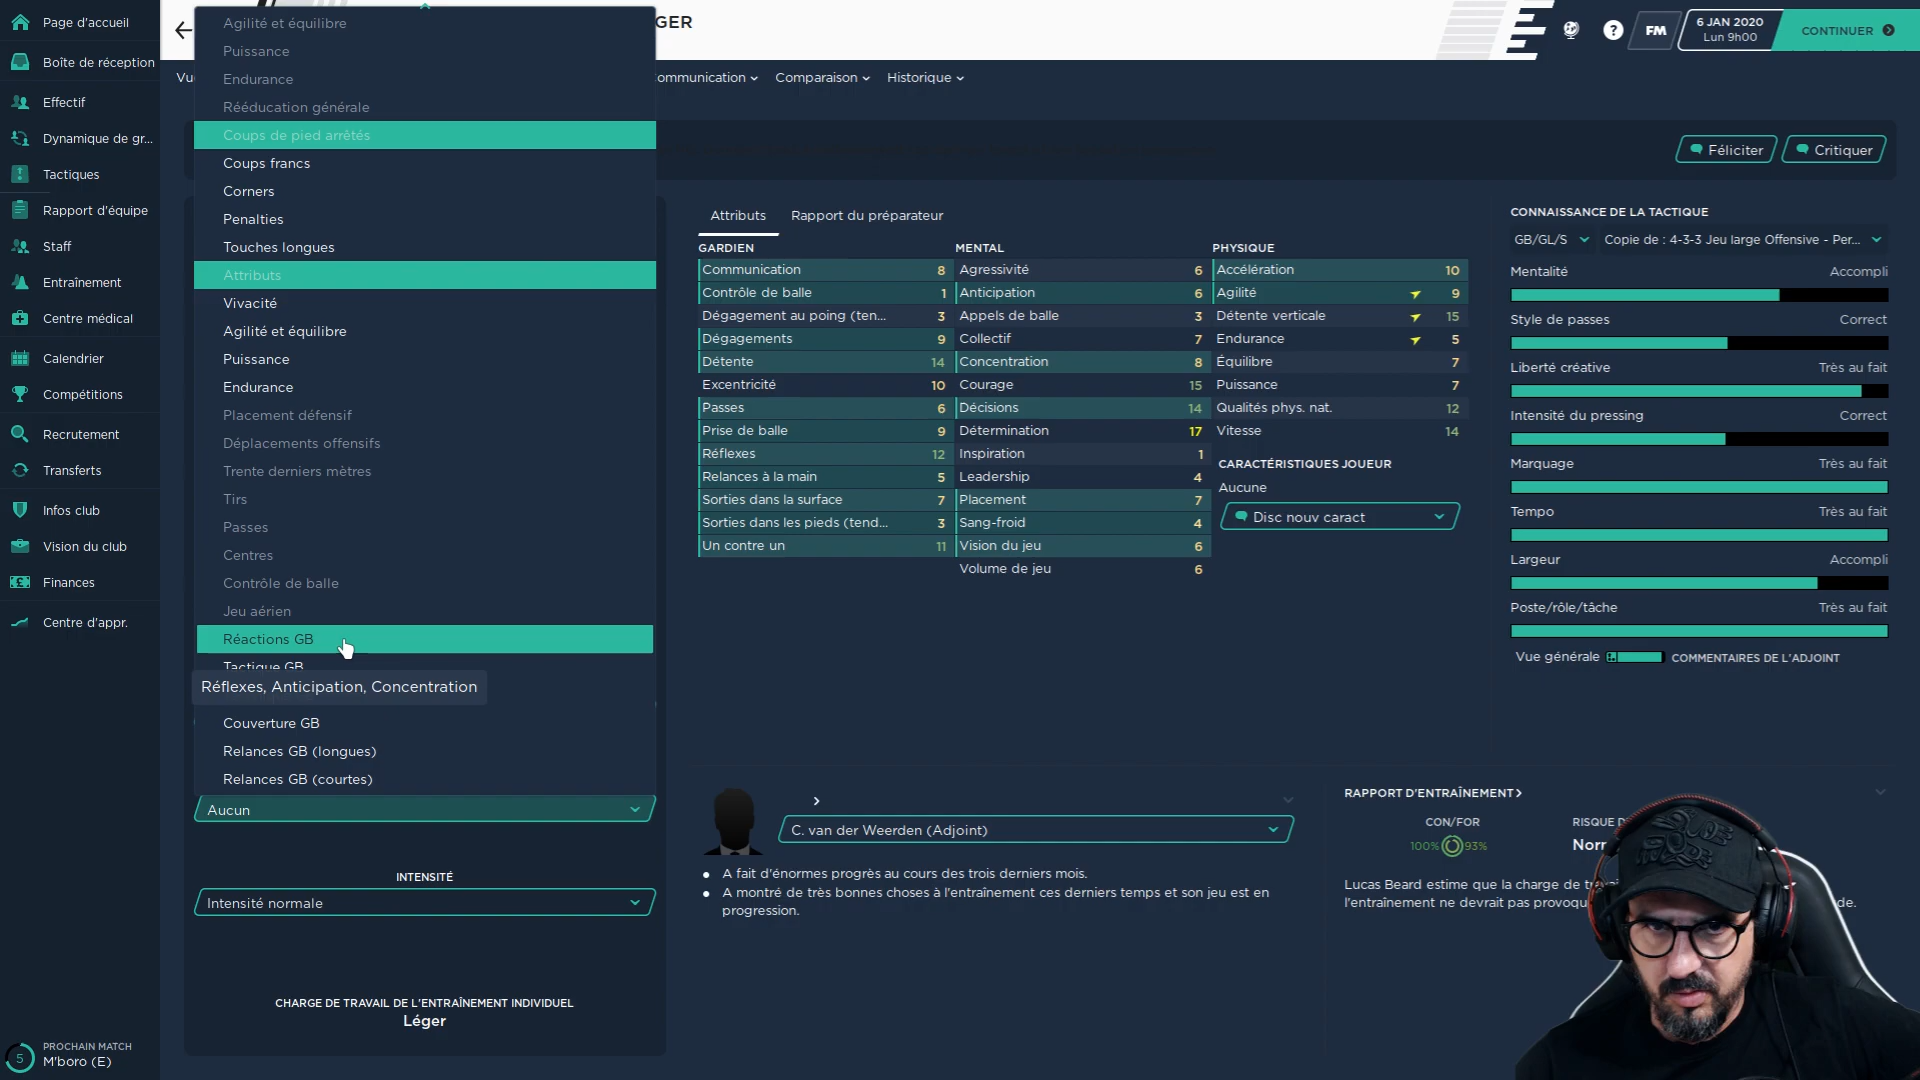 Page d'accueil
Boîte de réception
Effectif
Dynamique de gr...
Tactiques
Rapport d'équipe
Staff
Entraînement
Centre médical
Calendrier
Compétitions
Recrutement
Transferts
Infos club
Vision du club
Finances
Centre d'appr.
5
PROCHAIN MATCH
M'boro (E)
GER
FM
6 JAN 2020
Lun 9h00
CONTINUER
Vu
ommunication
Comparaison
Historique
Féliciter
Critiquer
Agilité et équilibre
Puissance
Endurance
Rééducation générale
Coups de pied arrêtés
Coups francs
Corners
Penalties
Touches longues
Attributs
Vivacité
Agilité et équilibre
Puissance
Endurance
Placement défensif
Déplacements offensifs
Trente derniers mètres
Tirs
Passes
Centres
Contrôle de balle
Jeu aérien
Réactions GB
Tactique GB
Réflexes, Anticipation, Concentration
Couverture GB
Relances GB (longues)
Relances GB (courtes)
Aucun
INTENSITÉ
Intensité normale
CHARGE DE TRAVAIL DE L'ENTRAÎNEMENT INDIVIDUEL
Léger
Attributs
Rapport du préparateur
GARDIEN
Communication 8
Contrôle de balle 1
Dégagement au poing (ten... 3
Dégagements 9
Détente 14
Excentricité 10
Passes 6
Prise de balle 9
Réflexes 12
Relances à la main 5
Sorties dans la surface 7
Sorties dans les pieds (tend... 3
Un contre un 11
MENTAL
Agressivité 6
Anticipation 6
Appels de balle 3
Collectif 7
Concentration 8
Courage 15
Décisions 14
Détermination 17
Inspiration 1
Leadership 4
Placement 7
Sang-froid 4
Vision du jeu 6
Volume de jeu 6
PHYSIQUE
Accélération 10
Agilité 9
Détente verticale 15
Endurance 5
Équilibre 7
Puissance 7
Qualités phys. nat. 12
Vitesse 14
CARACTÉRISTIQUES JOUEUR
Aucune
Disc nouv caract
CONNAISSANCE DE LA TACTIQUE
GB/GL/S
Copie de : 4-3-3 Jeu large Offensive - Per...
Mentalité Accompli
Style de passes Correct
Liberté créative Très au fait
Intensité du pressing Correct
Marquage Très au fait
Tempo Très au fait
Largeur Accompli
Poste/rôle/tâche Très au fait
Vue générale
COMMENTAIRES DE L'ADJOINT
C. van der Weerden (Adjoint)
A fait d'énormes progrès au cours des trois derniers mois.
A montré de très bonnes choses à l'entraînement ces derniers temps et son jeu est en
progression.
RAPPORT D'ENTRAÎNEMENT
CON/FOR
100% 93%
RISQUE D
Norr
Lucas Beard estime que la charge de tra
l'entraînement ne devrait pas provoqu de.